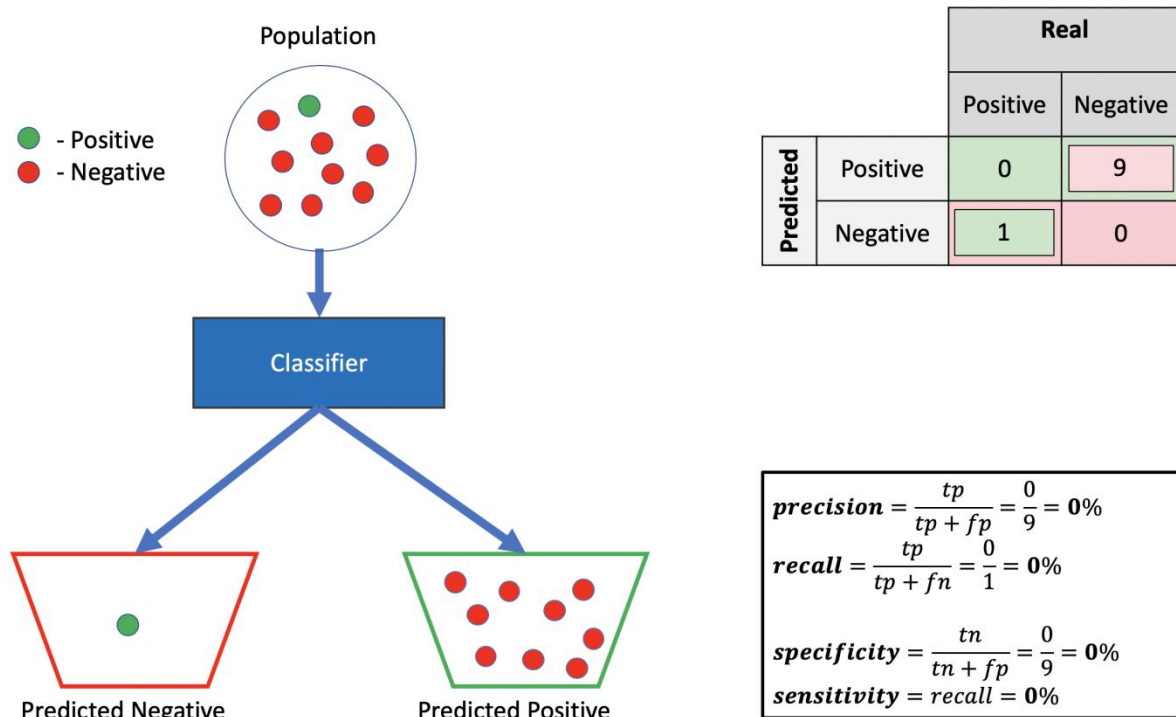 Population
- Positive
- Negative
Classifier
Predicted Negative
Predicted Positive
Real
Positive Negative
Predicted
Positive 0 9
Negative 1 0
precision = tp / (tp + fp) = 0/9 = 0%
recall = tp / (tp + fn) = 0/1 = 0%
specificity = tn / (tn + fp) = 0/9 = 0%
sensitivity = recall = 0%